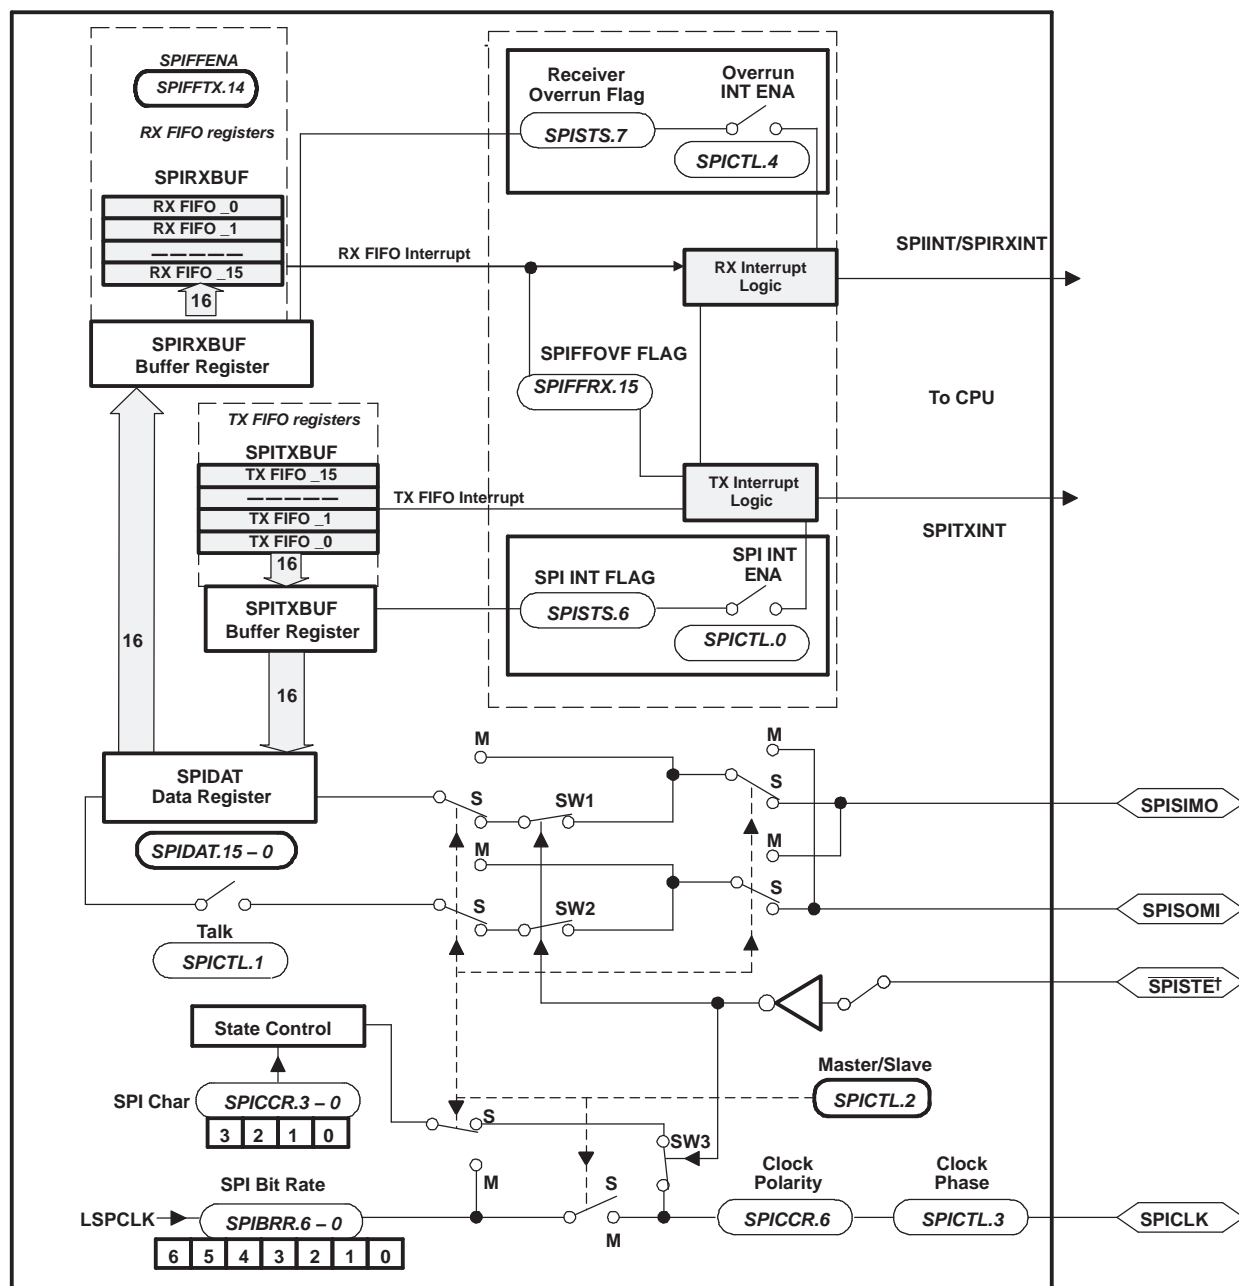 SPIFFENA
SPIFFTX.14
RX FIFO registers
SPIRXBUF
RX FIFO _0
RX FIFO _1
–––––
RX FIFO _15
16
SPIRXBUF
Buffer Register
TX FIFO registers
SPITXBUF
TX FIFO _15
–––––
TX FIFO _1
TX FIFO _0
16
SPITXBUF
Buffer Register
16
16
Receiver
Overrun Flag
SPISTS.7
Overrun
INT ENA
SPICTL.4
RX FIFO Interrupt
RX Interrupt
Logic
SPIINT/SPIRXINT
SPIFFOVF FLAG
SPIFFRX.15
To CPU
TX FIFO Interrupt
TX Interrupt
Logic
SPITXINT
SPI INT FLAG
SPISTS.6
SPI INT
ENA
SPICTL.0
SPIDAT
Data Register
SPIDAT.15 – 0
M
S
SW1
M
S
SPISIMO
M
S
SW2
M
S
SPISOMI
Talk
SPICTL.1
SPISTE†
State Control
Master/Slave
SPICTL.2
SPI Char
SPICCR.3 – 0
3 2 1 0
S
M
SW3
SPI Bit Rate
LSPCLK
SPIBRR.6 – 0
6 5 4 3 2 1 0
S
M
Clock
Polarity
SPICCR.6
Clock
Phase
SPICTL.3
SPICLK